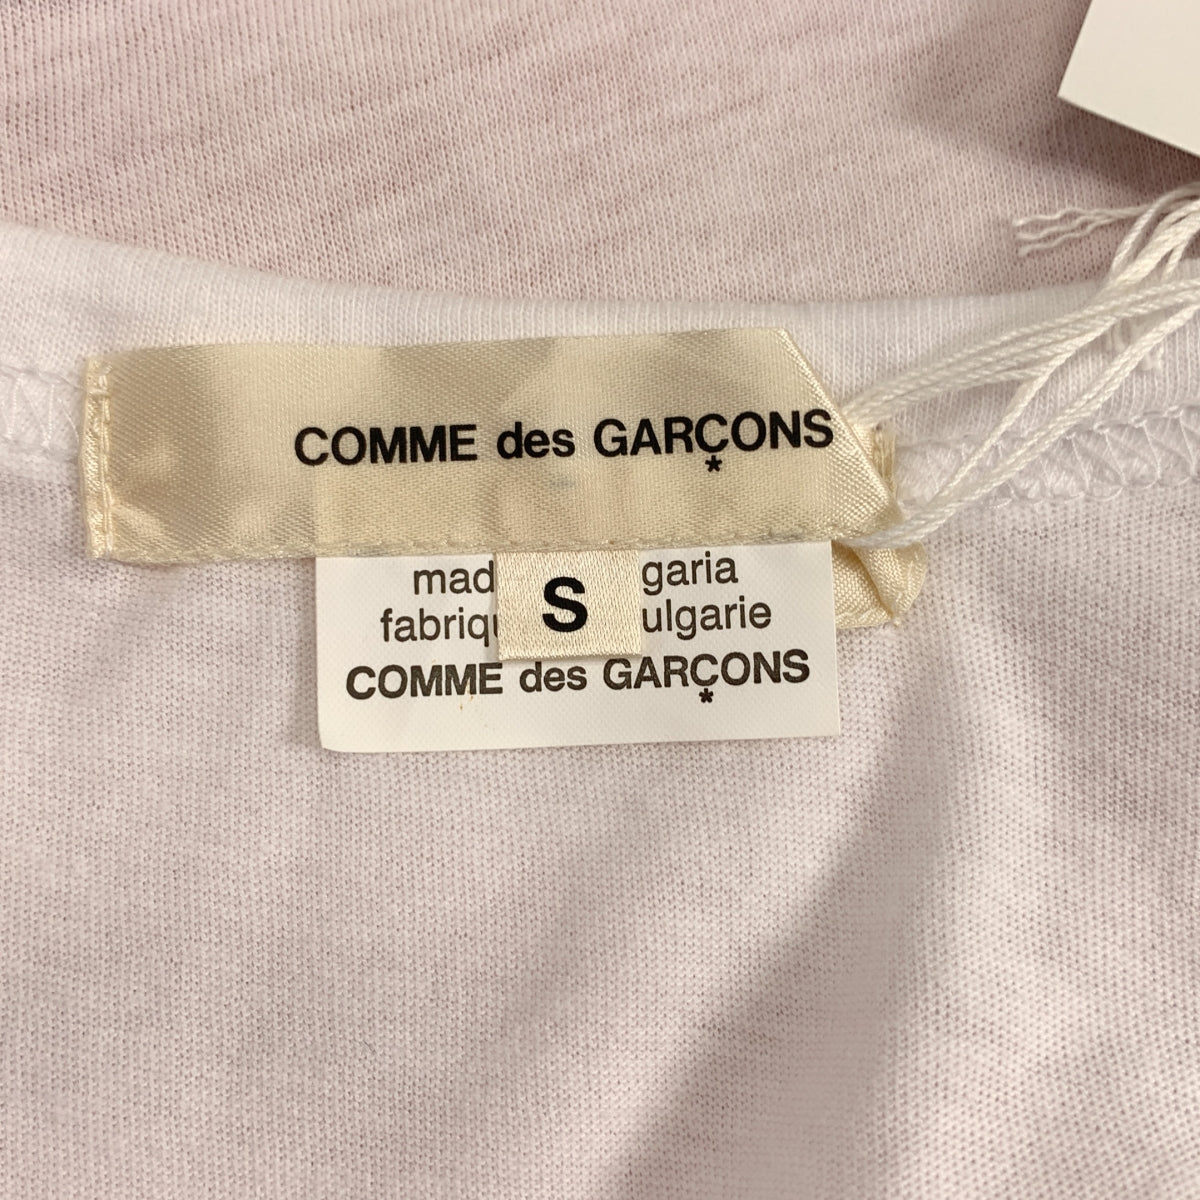 COMME des GARÇONS
*
mad garia
S
fabriqu ulgarie
COMME des GARÇONS
*